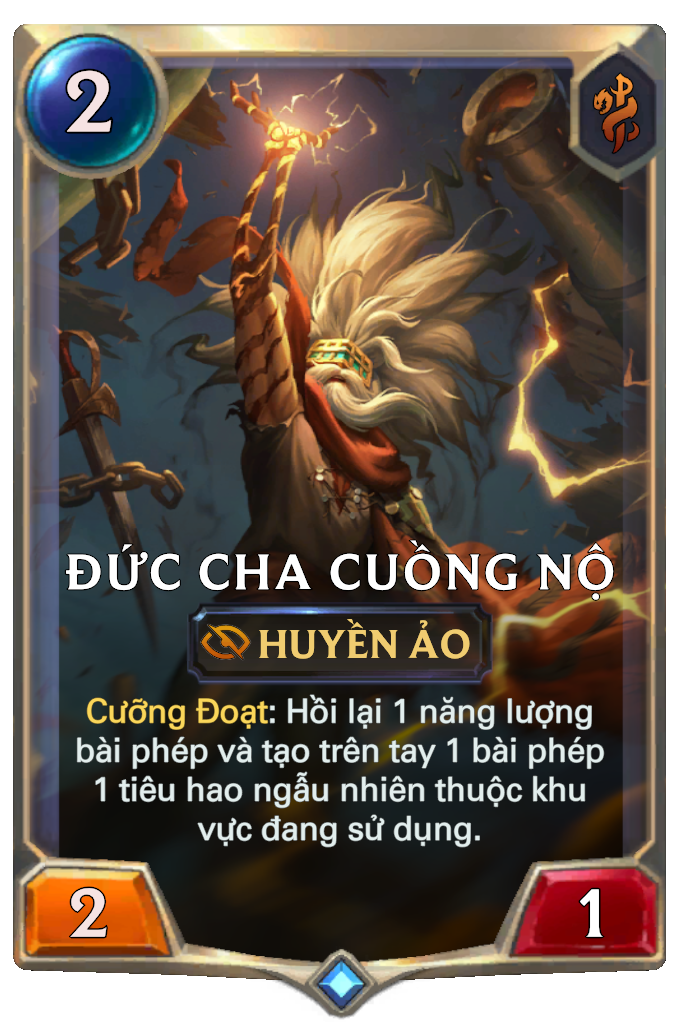 2
ĐỨC CHA CUỒNG NỘ
HUYỀN ẢO
Cưỡng Đoạt: Hồi lại 1 năng lượng
bài phép và tạo trên tay 1 bài phép
1 tiêu hao ngẫu nhiên thuộc khu
vực đang sử dụng.
2
1